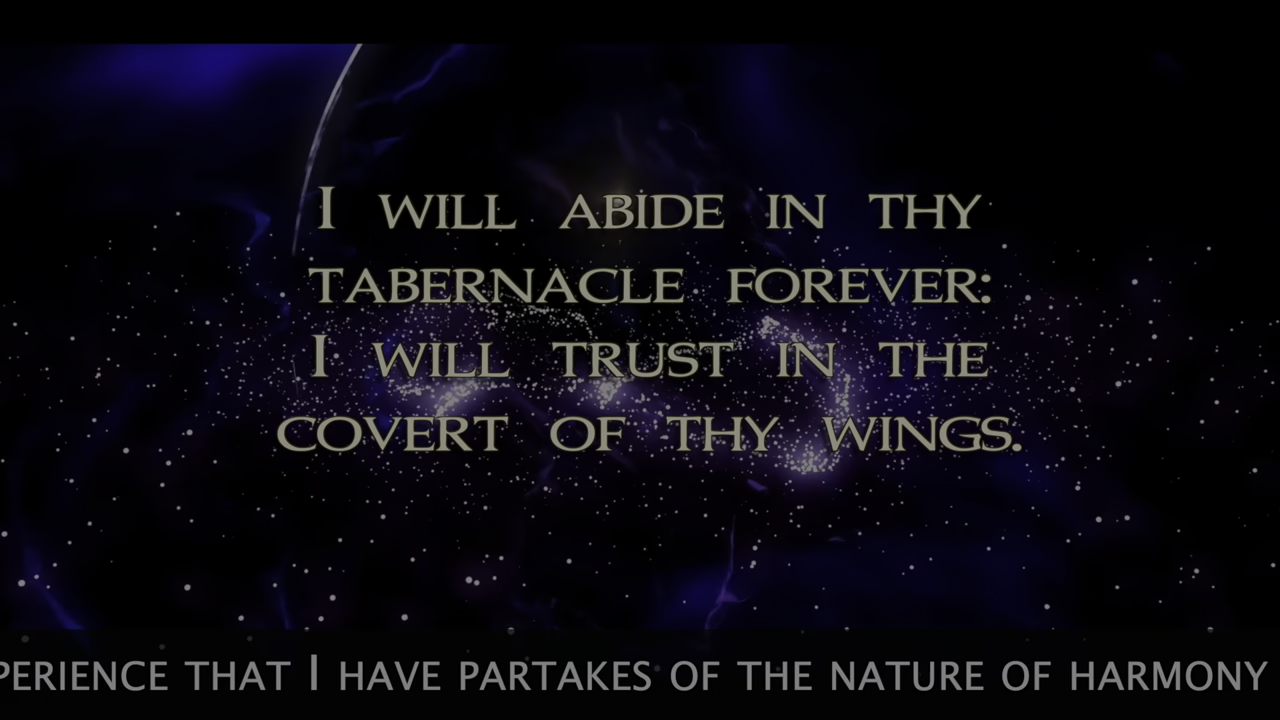 I WILL ABIDE IN THY
TABERNACLE FOREVER:
I WILL TRUST IN THE
COVERT OF THY WINGS.
PERIENCE THAT I HAVE PARTAKES OF THE NATURE OF HARMONY